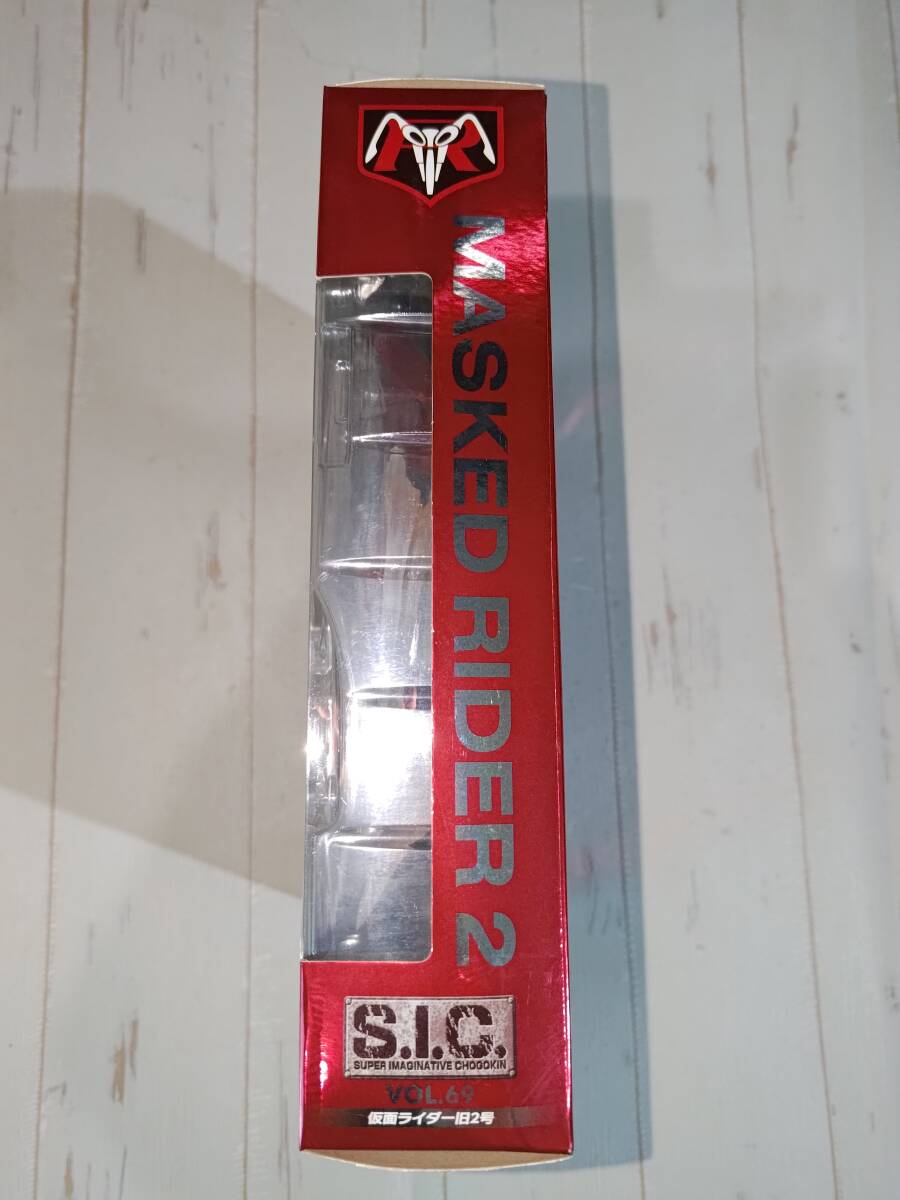 MASKED RIDER 2
S.I.C.
SUPER IMAGINATIVE CHOGOKIN
VOL.69
仮面ライダー旧2号